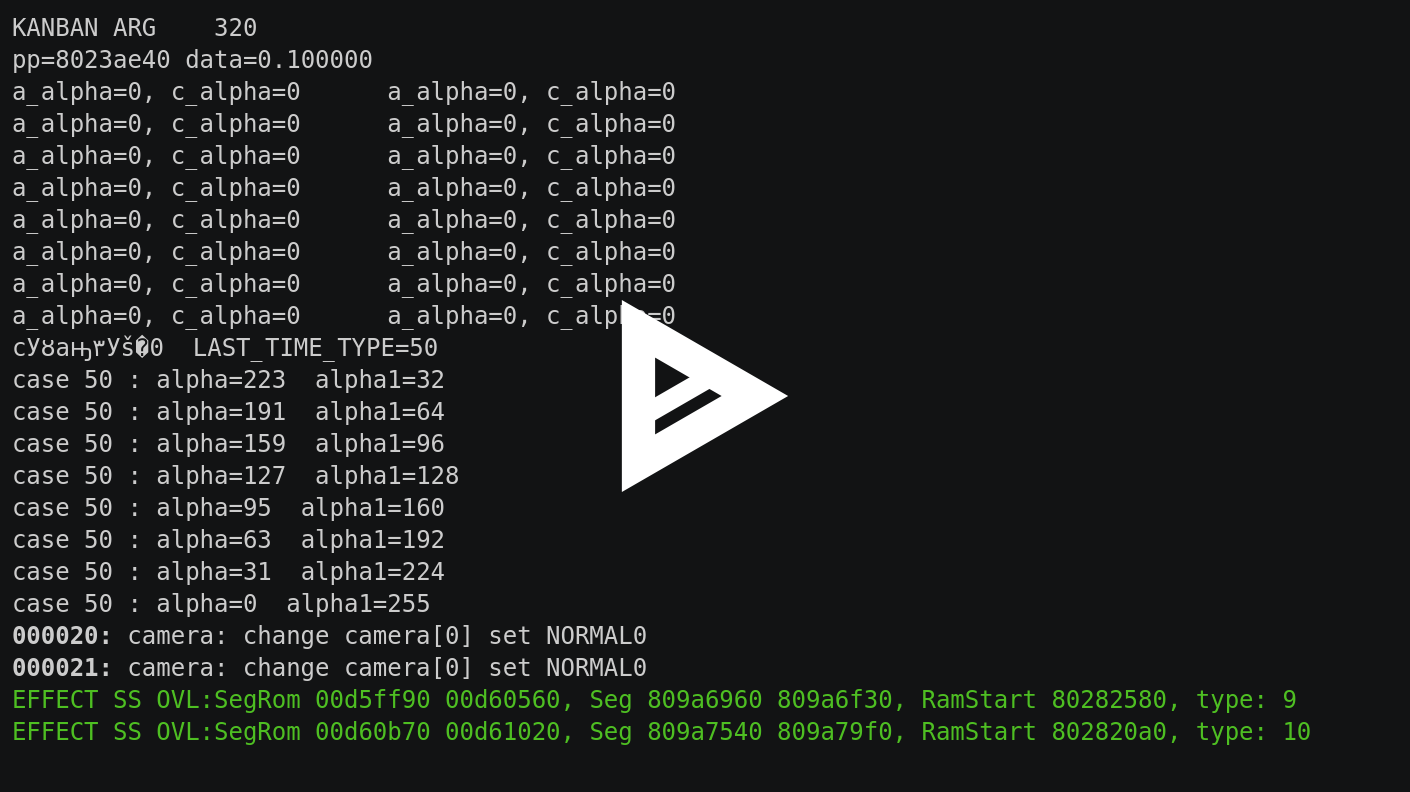 KANBAN ARG    320
pp=8023ae40 data=0.100000
a_alpha=0, c_alpha=0      a_alpha=0, c_alpha=0
a_alpha=0, c_alpha=0      a_alpha=0, c_alpha=0
a_alpha=0, c_alpha=0      a_alpha=0, c_alpha=0
a_alpha=0, c_alpha=0      a_alpha=0, c_alpha=0
a_alpha=0, c_alpha=0      a_alpha=0, c_alpha=0
a_alpha=0, c_alpha=0      a_alpha=0, c_alpha=0
a_alpha=0, c_alpha=0      a_alpha=0, c_alpha=0
a_alpha=0, c_alpha=0      a_alpha=0, c_alpha=0
LAST_TIME_TYPE=50
case 50 : alpha=223  alpha1=32
case 50 : alpha=191  alpha1=64
case 50 : alpha=159  alpha1=96
case 50 : alpha=127  alpha1=128
case 50 : alpha=95  alpha1=160
case 50 : alpha=63  alpha1=192
case 50 : alpha=31  alpha1=224
case 50 : alpha=0  alpha1=255
000020: camera: change camera[0] set NORMAL0
000021: camera: change camera[0] set NORMAL0
EFFECT SS OVL:SegRom 00d5ff90 00d60560, Seg 809a6960 809a6f30, RamStart 80282580, type: 9
EFFECT SS OVL:SegRom 00d60b70 00d61020, Seg 809a7540 809a79f0, RamStart 802820a0, type: 10